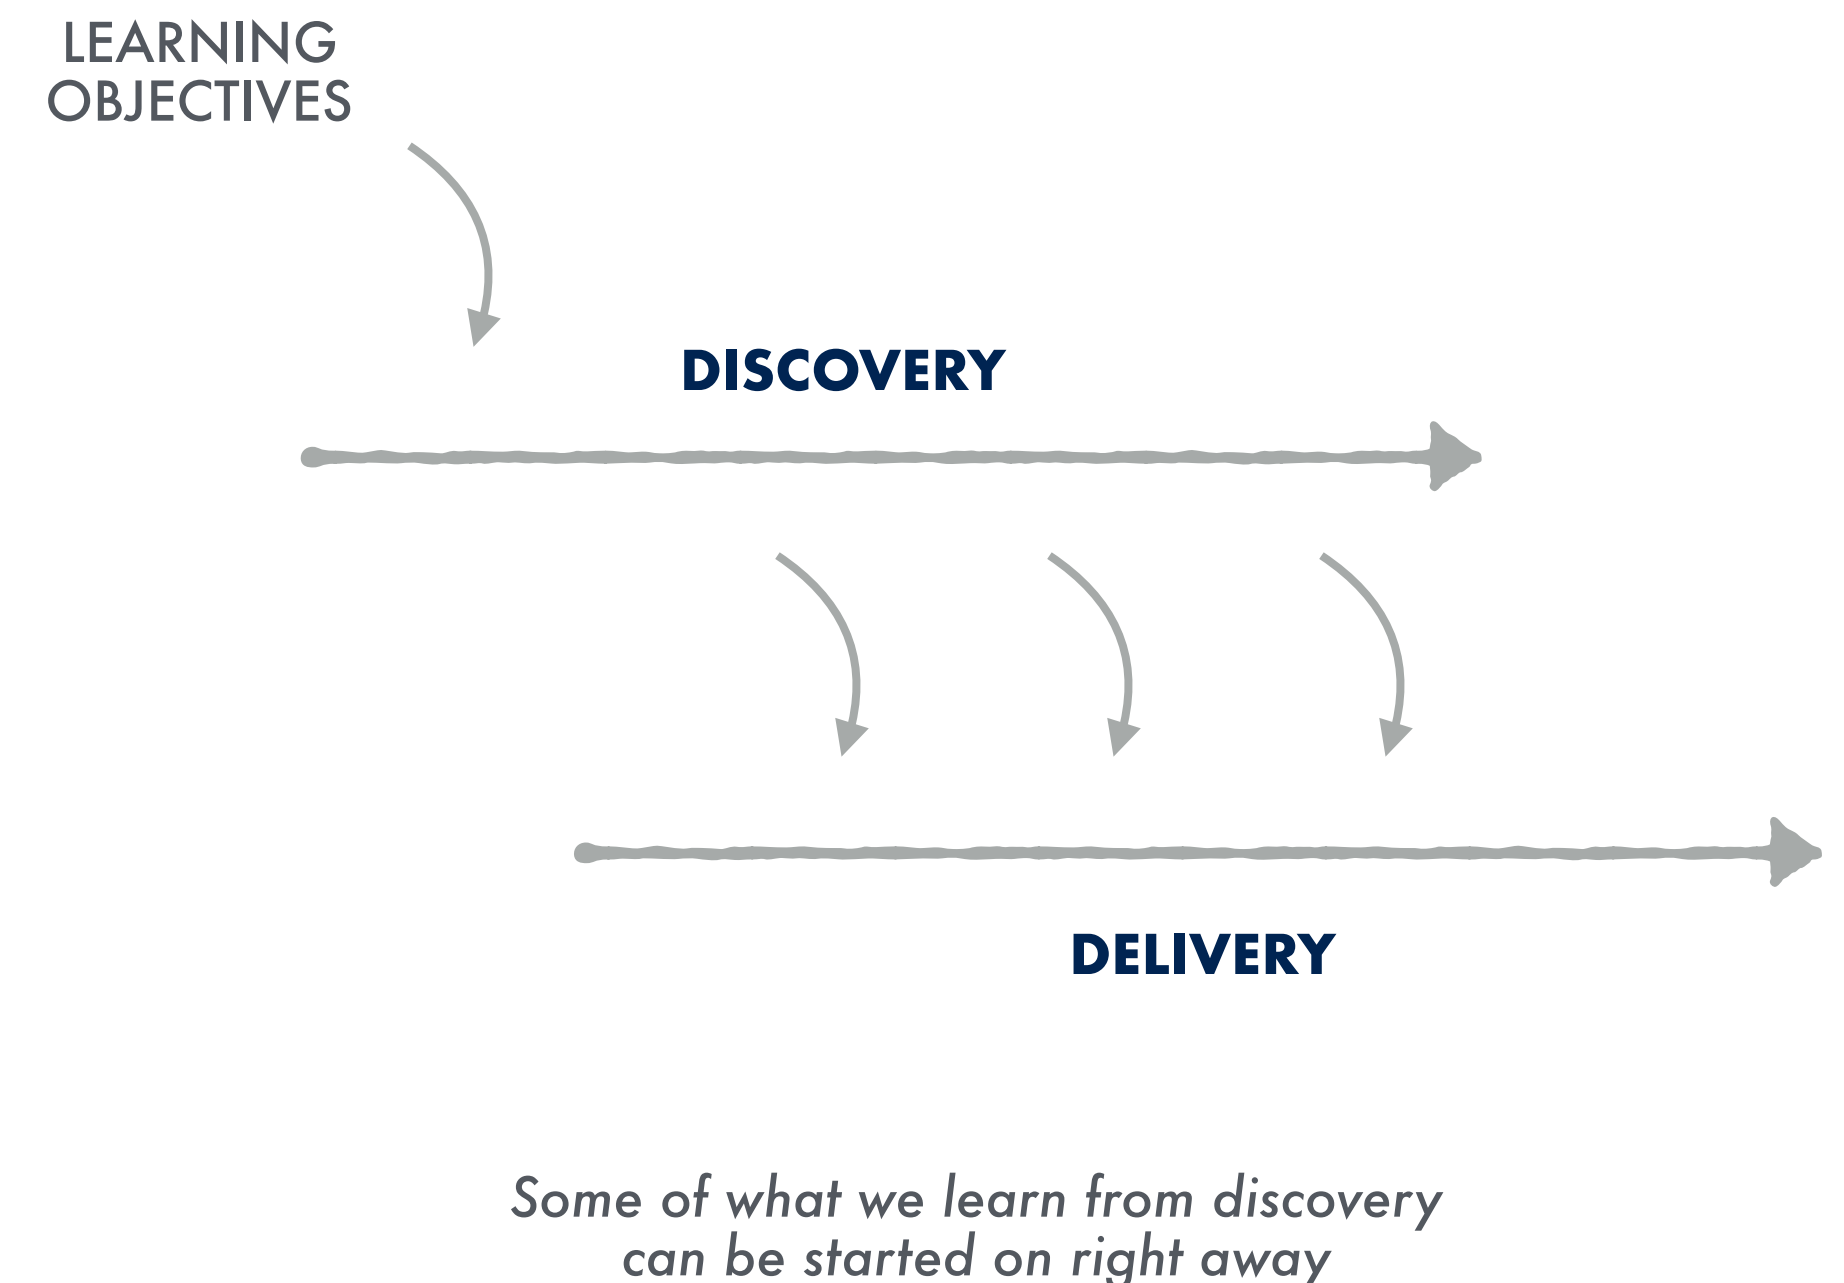 LEARNING
OBJECTIVES
DISCOVERY
DELIVERY
Some of what we learn from discovery
can be started on right away